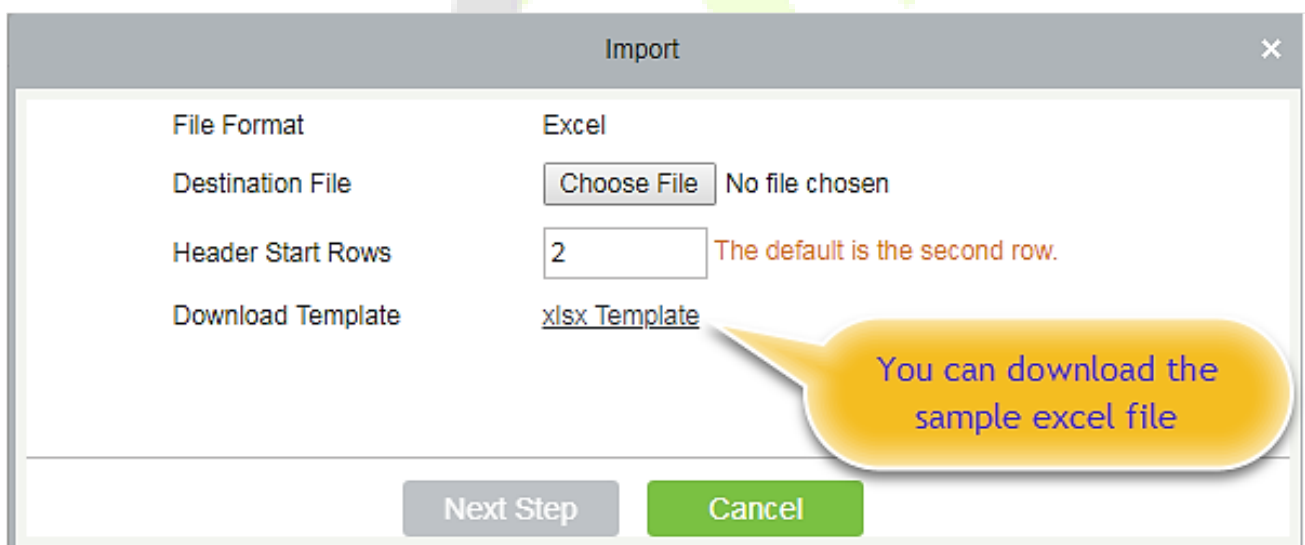 Import ×
File Format Excel
Destination File Choose File No file chosen
Header Start Rows 2 The default is the second row.
Download Template xlsx Template
You can download the
sample excel file
Next Step Cancel